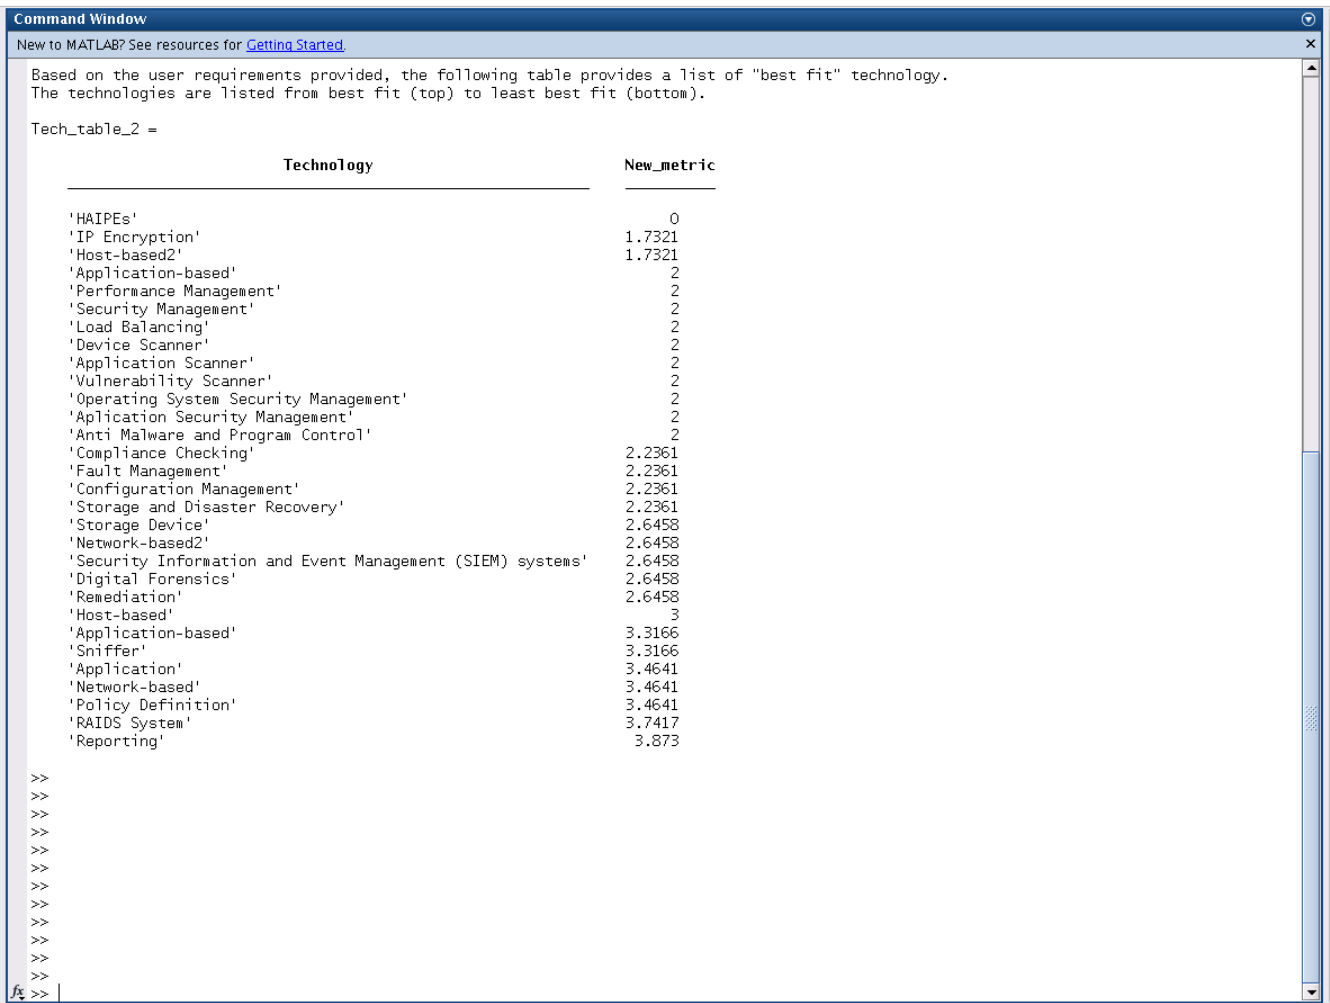 Command Window
New to MATLAB? See resources for Getting Started.
Based on the user requirements provided, the following table provides a list of "best fit" technology.
The technologies are listed from best fit (top) to least best fit (bottom).
Tech_table_2 =
Technology New_metric
'HAIPEs' 0
'IP Encryption' 1.7321
'Host-based2' 1.7321
'Application-based' 2
'Performance Management' 2
'Security Management' 2
'Load Balancing' 2
'Device Scanner' 2
'Application Scanner' 2
'Vulnerability Scanner' 2
'Operating System Security Management' 2
'Aplication Security Management' 2
'Anti Malware and Program Control' 2
'Compliance Checking' 2.2361
'Fault Management' 2.2361
'Configuration Management' 2.2361
'Storage and Disaster Recovery' 2.2361
'Storage Device' 2.6458
'Network-based2' 2.6458
'Security Information and Event Management (SIEM) systems' 2.6458
'Digital Forensics' 2.6458
'Remediation' 2.6458
'Host-based' 3
'Application-based' 3.3166
'Sniffer' 3.3166
'Application' 3.4641
'Network-based' 3.4641
'Policy Definition' 3.4641
'RAIDS System' 3.7417
'Reporting' 3.873
>>
>>
>>
>>
>>
>>
>>
>>
>>
>>
>>
>>
fx >>